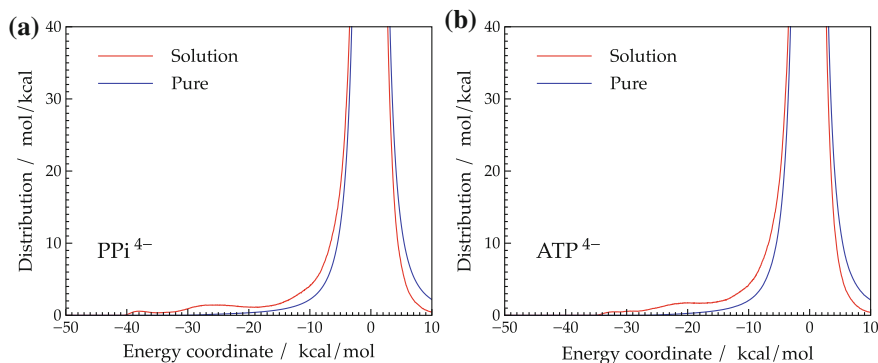 (a)
Distribution / mol/kcal
40
30
20
10
0
Solution
Pure
PPi 4−
−50 −40 −30 −20 −10 0 10
Energy coordinate / kcal/mol
(b)
Distribution / mol/kcal
40
30
20
10
0
Solution
Pure
ATP 4−
−50 −40 −30 −20 −10 0 10
Energy coordinate / kcal/mol